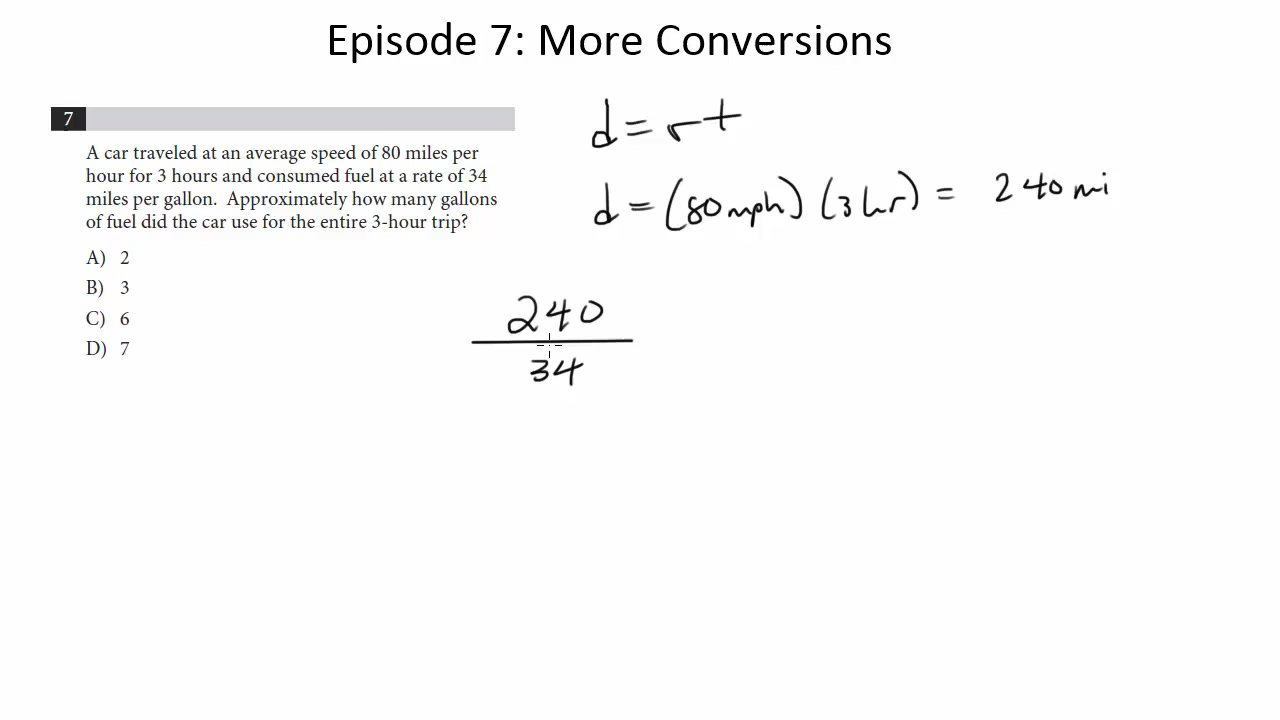 Episode 7: More Conversions
7
A car traveled at an average speed of 80 miles per
hour for 3 hours and consumed fuel at a rate of 34
miles per gallon. Approximately how many gallons
of fuel did the car use for the entire 3-hour trip?
A) 2
B) 3
C) 6
D) 7
d = rt
d = (80 mph) (3 hr) = 240 mi
240
34